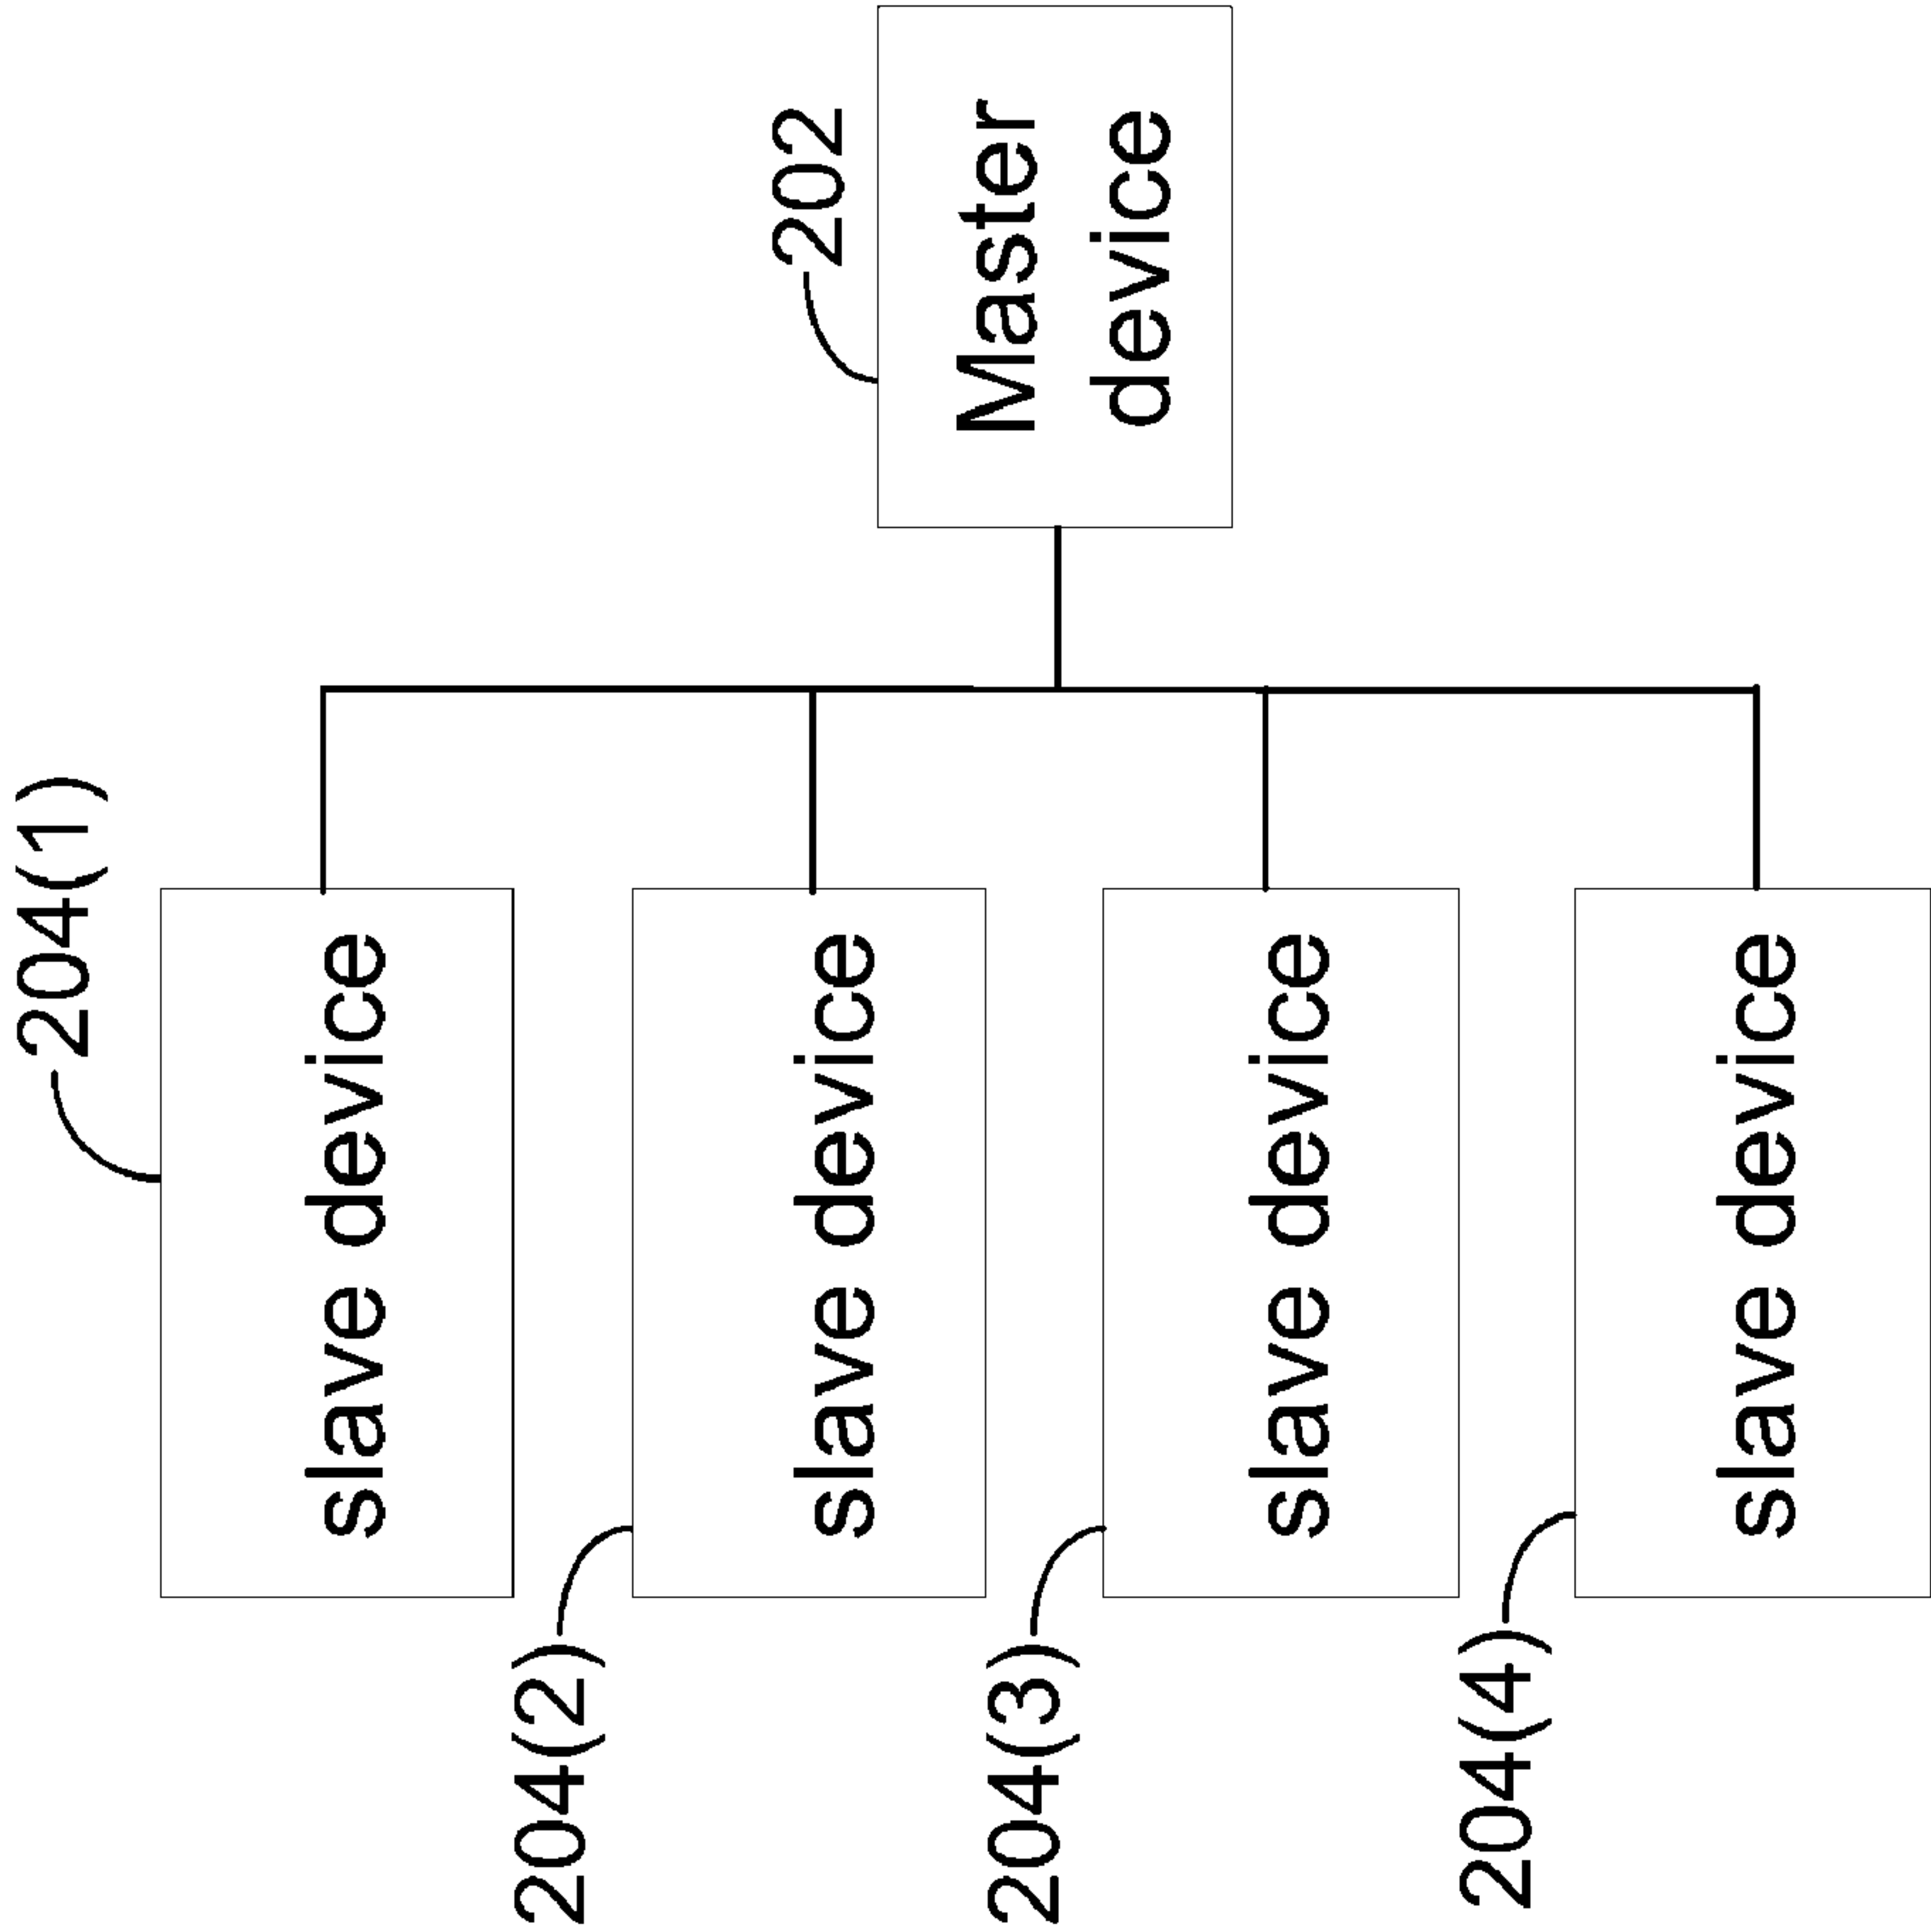 204(1)
slave device
202
204(2)
slave device
Master
device
204(3)
slave device
204(4)
slave device